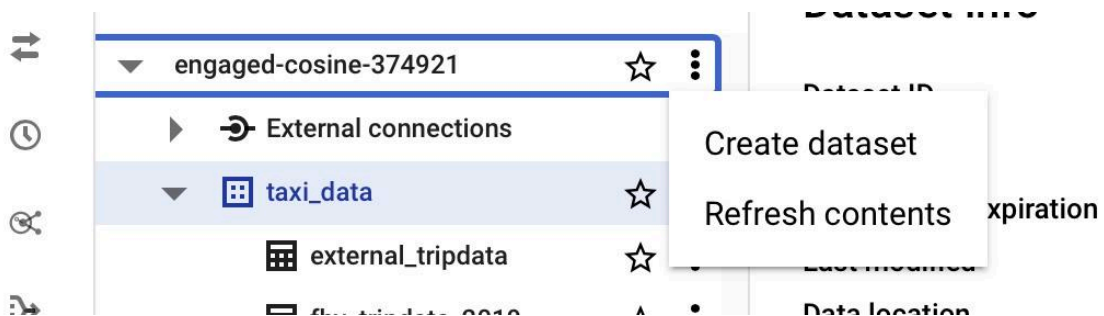 Dataset info
engaged-cosine-374921
Dataset ID
External connections
Create dataset
taxi_data
Refresh contents
xpiration
external_tripdata
Last modified
Data location